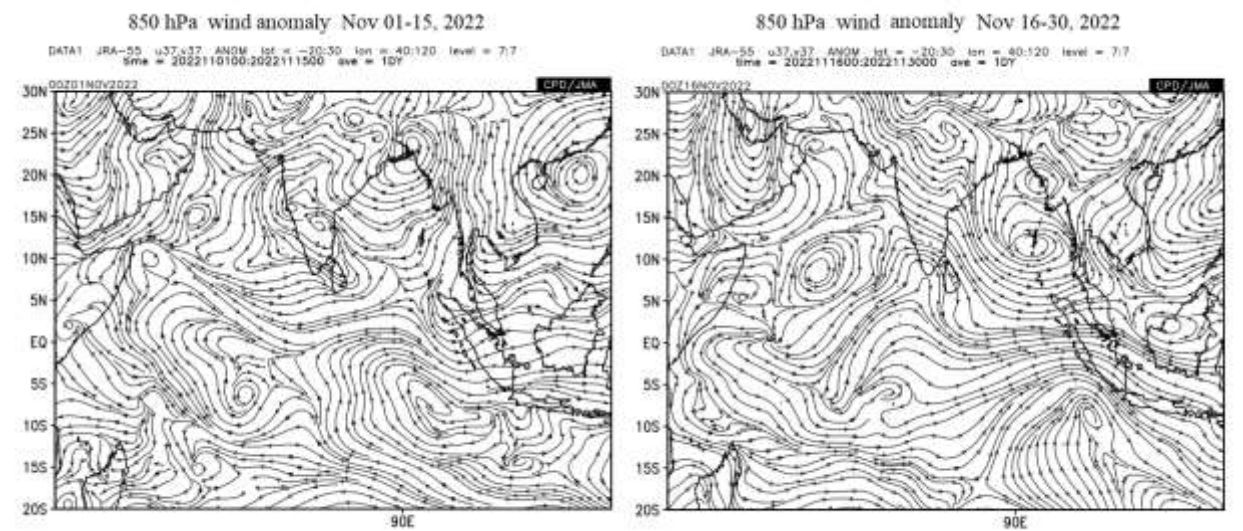 850 hPa wind anomaly Nov 01-15, 2022
DATA1 JRA-55 u37,v37 ANOM lat = -20:30 lon = 40:120 level = 7:7
time = 2022110100:2022111500 ave = 10Y
00Z01NOV2022
CPD/JMA
30N
25N
20N
15N
10N
5N
EQ
5S
10S
15S
20S
90E
850 hPa wind anomaly Nov 16-30, 2022
DATA1 JRA-55 u37,v37 ANOM lat = -20:30 lon = 40:120 level = 7:7
time = 2022111600:2022113000 ave = 10Y
00Z16NOV2022
CPD/JMA
30N
25N
20N
15N
10N
5N
EQ
5S
10S
15S
20S
90E